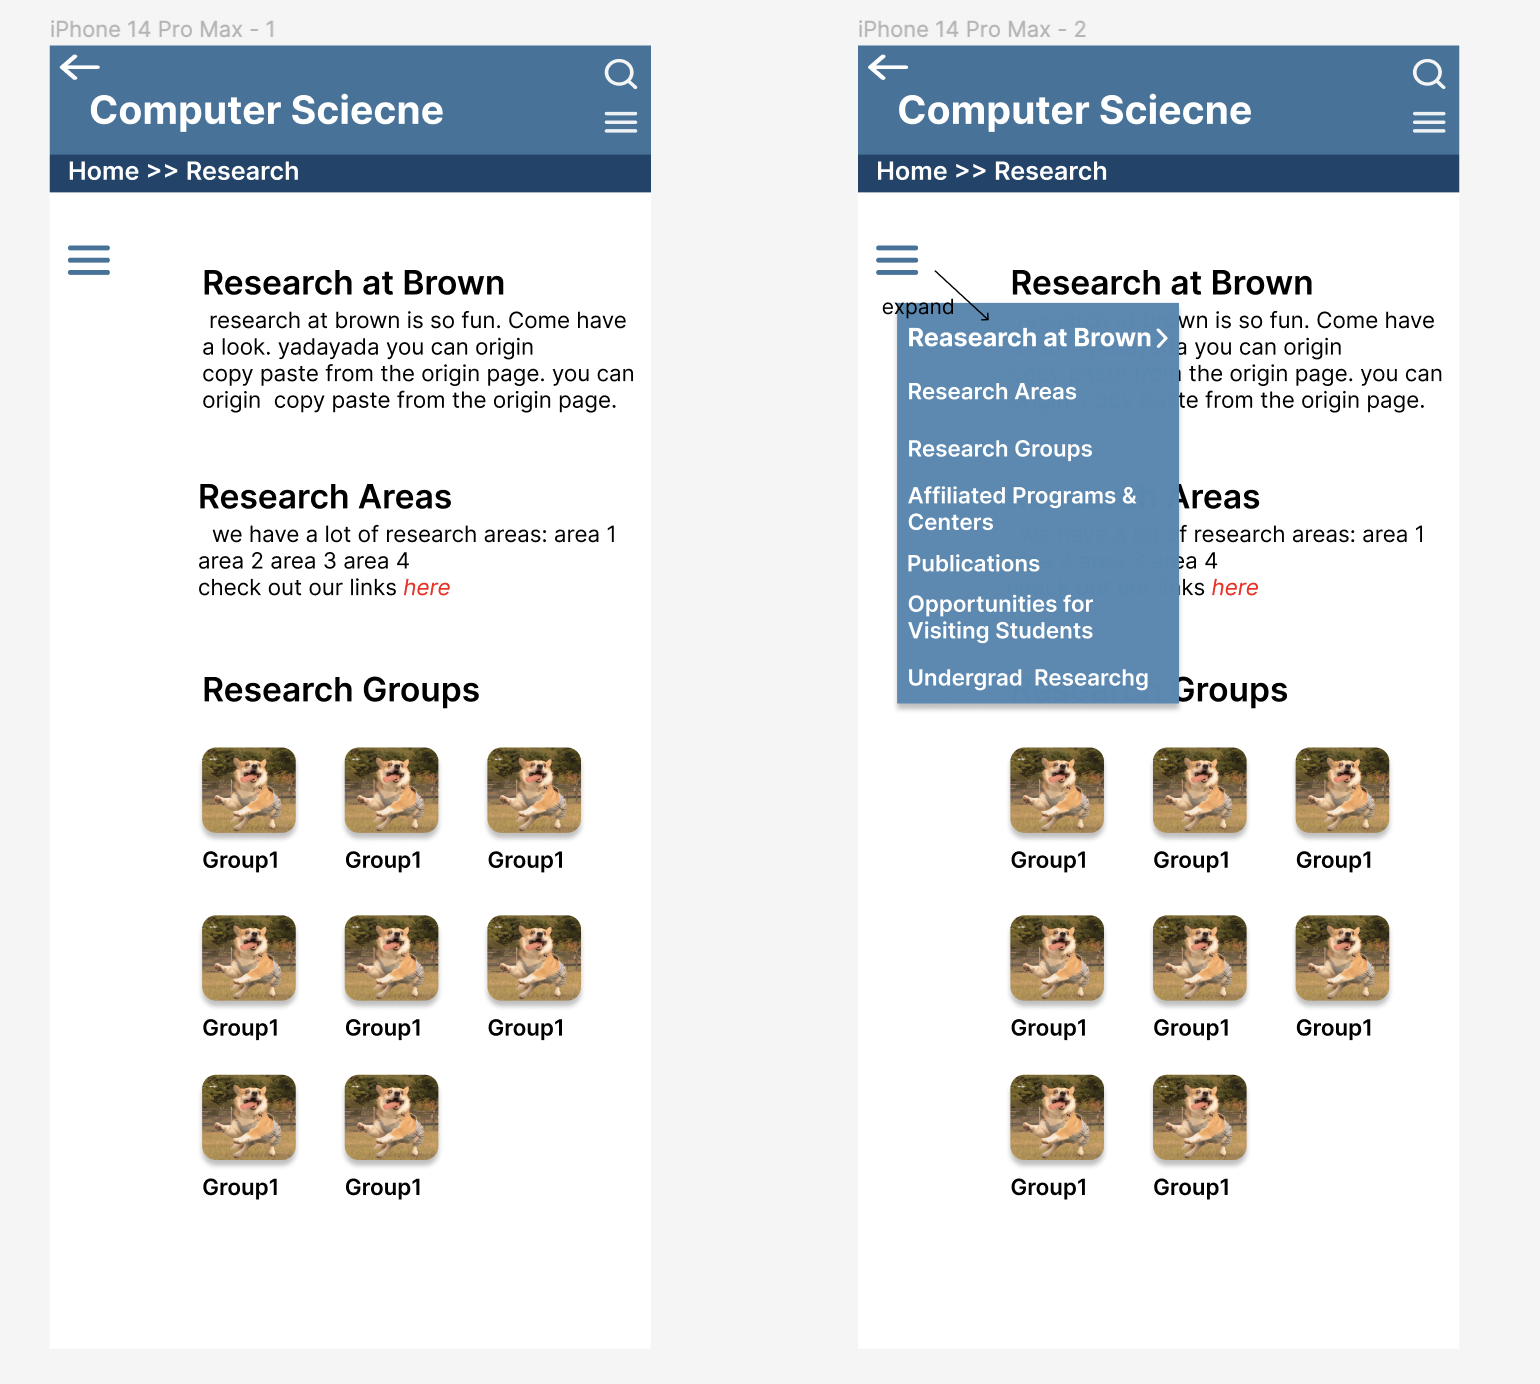 iPhone 14 Pro Max - 1
Computer Sciecne
Home >> Research
Research at Brown
research at brown is so fun. Come have
a look. yadayada you can origin
copy paste from the origin page. you can
origin  copy paste from the origin page.
Research Areas
we have a lot of research areas: area 1
area 2 area 3 area 4
check out our links here
Research Groups
Group1
Group1
Group1
Group1
Group1
Group1
Group1
Group1
iPhone 14 Pro Max - 2
Computer Sciecne
Home >> Research
Research at Brown
expand
Reasearch at Brown
Research Areas
Research Groups
Affiliated Programs &
Centers
Publications
Opportunities for
Visiting Students
Undergrad  Researchg
is so fun. Come have
you can origin
the origin page. you can
from the origin page.
Areas
research areas: area 1
4
here
Groups
Group1
Group1
Group1
Group1
Group1
Group1
Group1
Group1